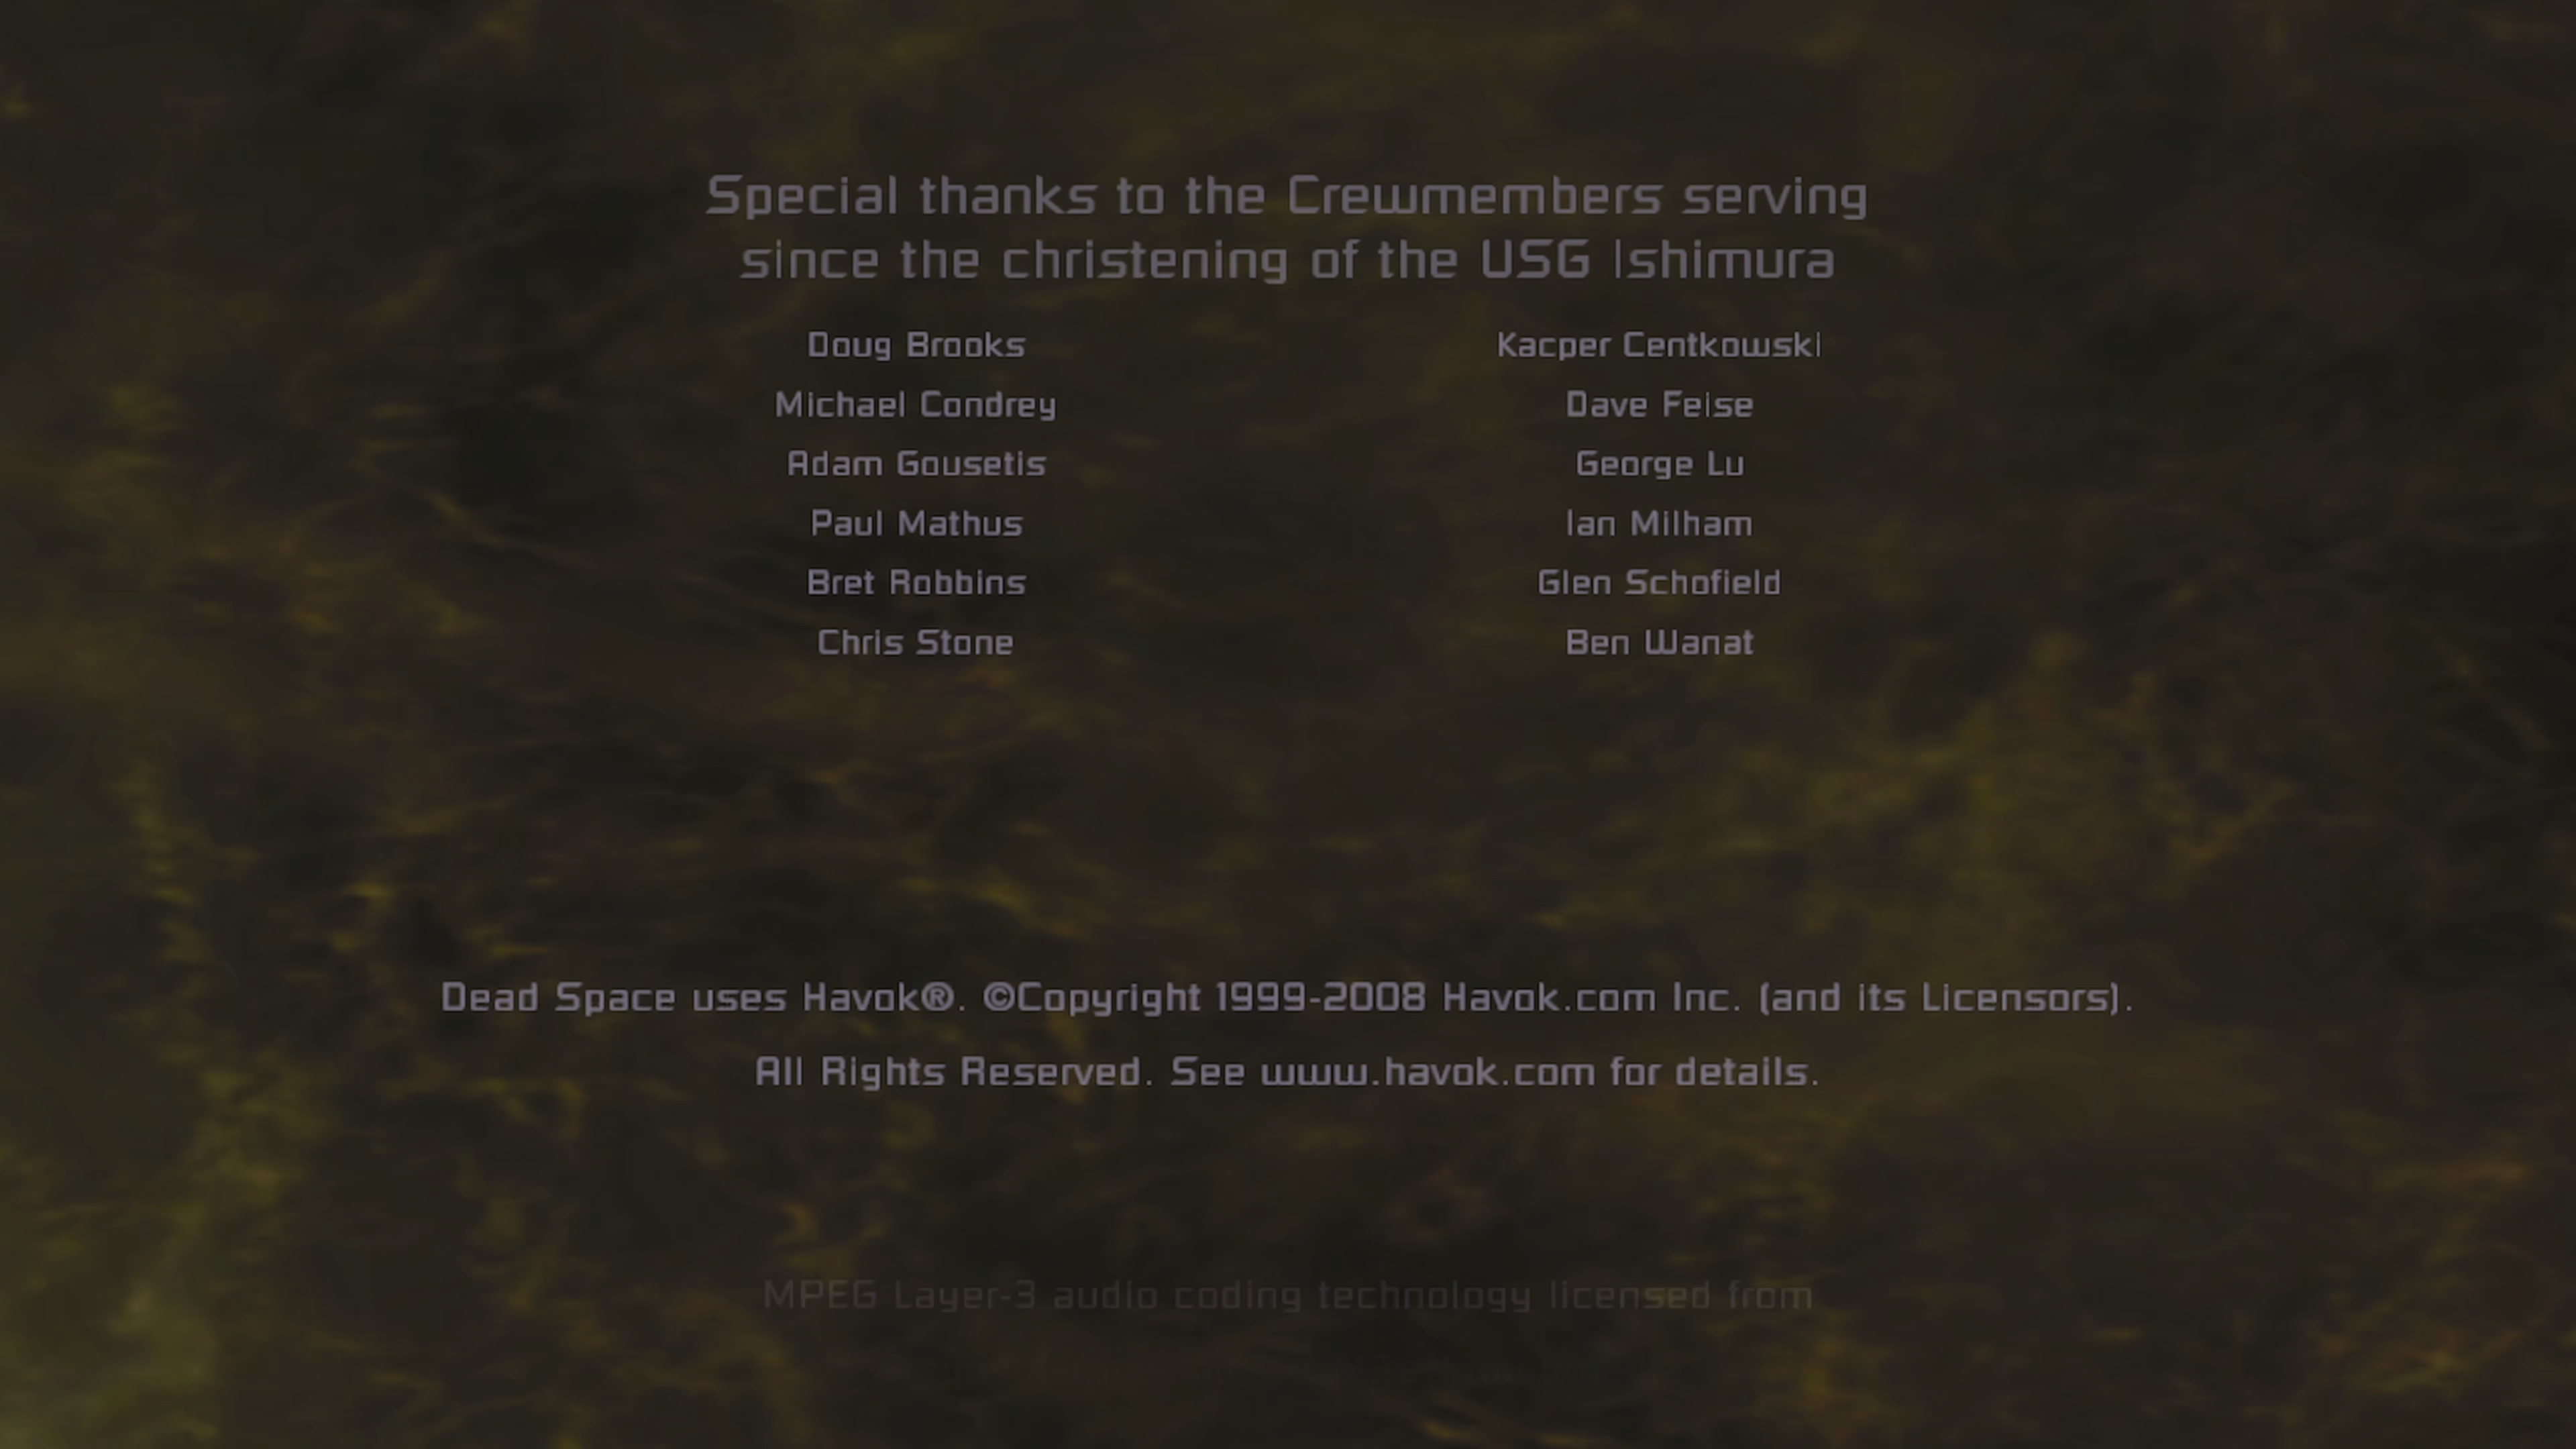 Special thanks to the Crewmembers serving
since the christening of the USG Ishimura
Doug Brooks Kacper Centkowski
Michael Condrey Dave Feise
Adam Gousetis George Lu
Paul Mathus Ian Milham
Bret Robbins Glen Schofield
Chris Stone Ben Wanat
Dead Space uses Havok®. ©Copyright 1999-2008 Havok.com Inc. (and its Licensors).
All Rights Reserved. See www.havok.com for details.
MPEG Layer-3 audio coding technology licensed from